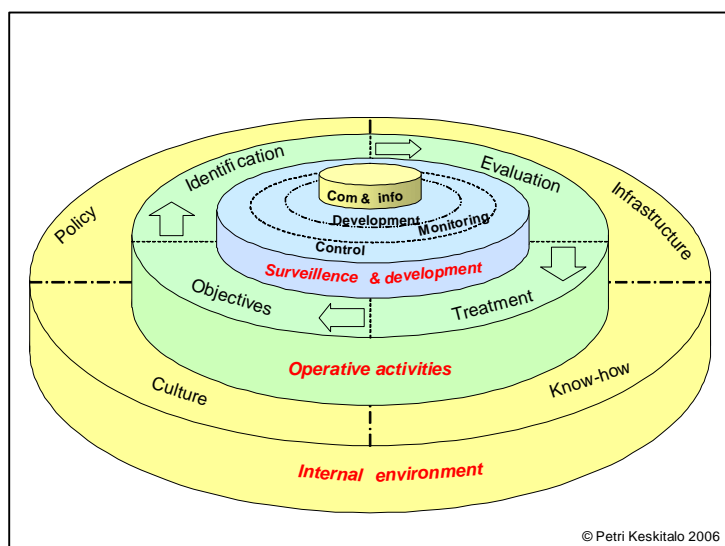 Identification
Evaluation
Policy
Infrastructure
Com & info
Development
Monitoring
Control
Surveillence & development
Objectives
Treatment
Operative activities
Culture
Know-how
Internal environment
© Petri Keskitalo 2006